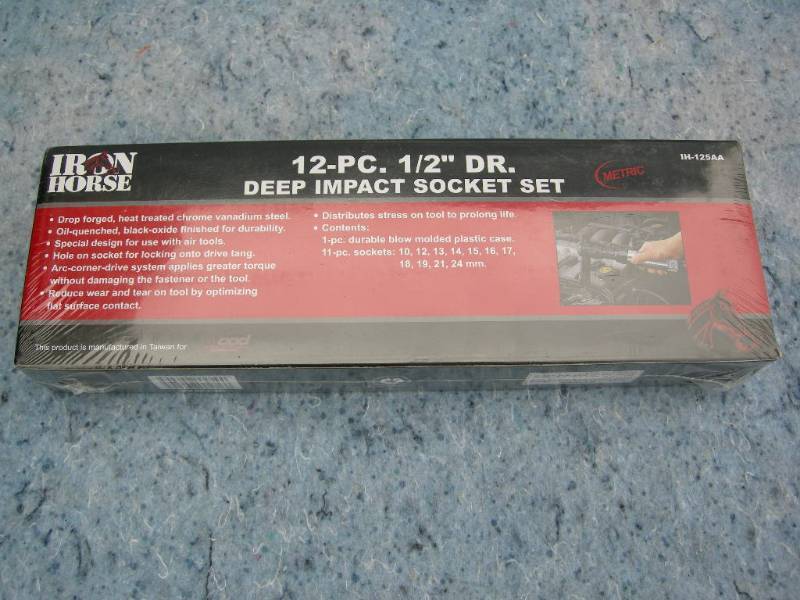 IRON
HORSE
12-PC. 1/2" DR.
DEEP IMPACT SOCKET SET
METRIC
IH-125AA
• Drop forged, heat treated chrome vanadium steel.
• Oil-quenched, black-oxide finished for durability.
• Special design for use with air tools.
• Hole on socket for locking onto drive tang.
• Arc-corner-drive system applies greater torque
without damaging the fastener or the tool.
• Reduce wear and tear on tool by optimizing
flat surface contact.
• Distributes stress on tool to prolong life.
• Contents:
1-pc. durable blow molded plastic case.
11-pc. sockets: 10, 12, 13, 14, 15, 16, 17,
18, 19, 21, 24 mm.
This product is manufactured in Taiwan for